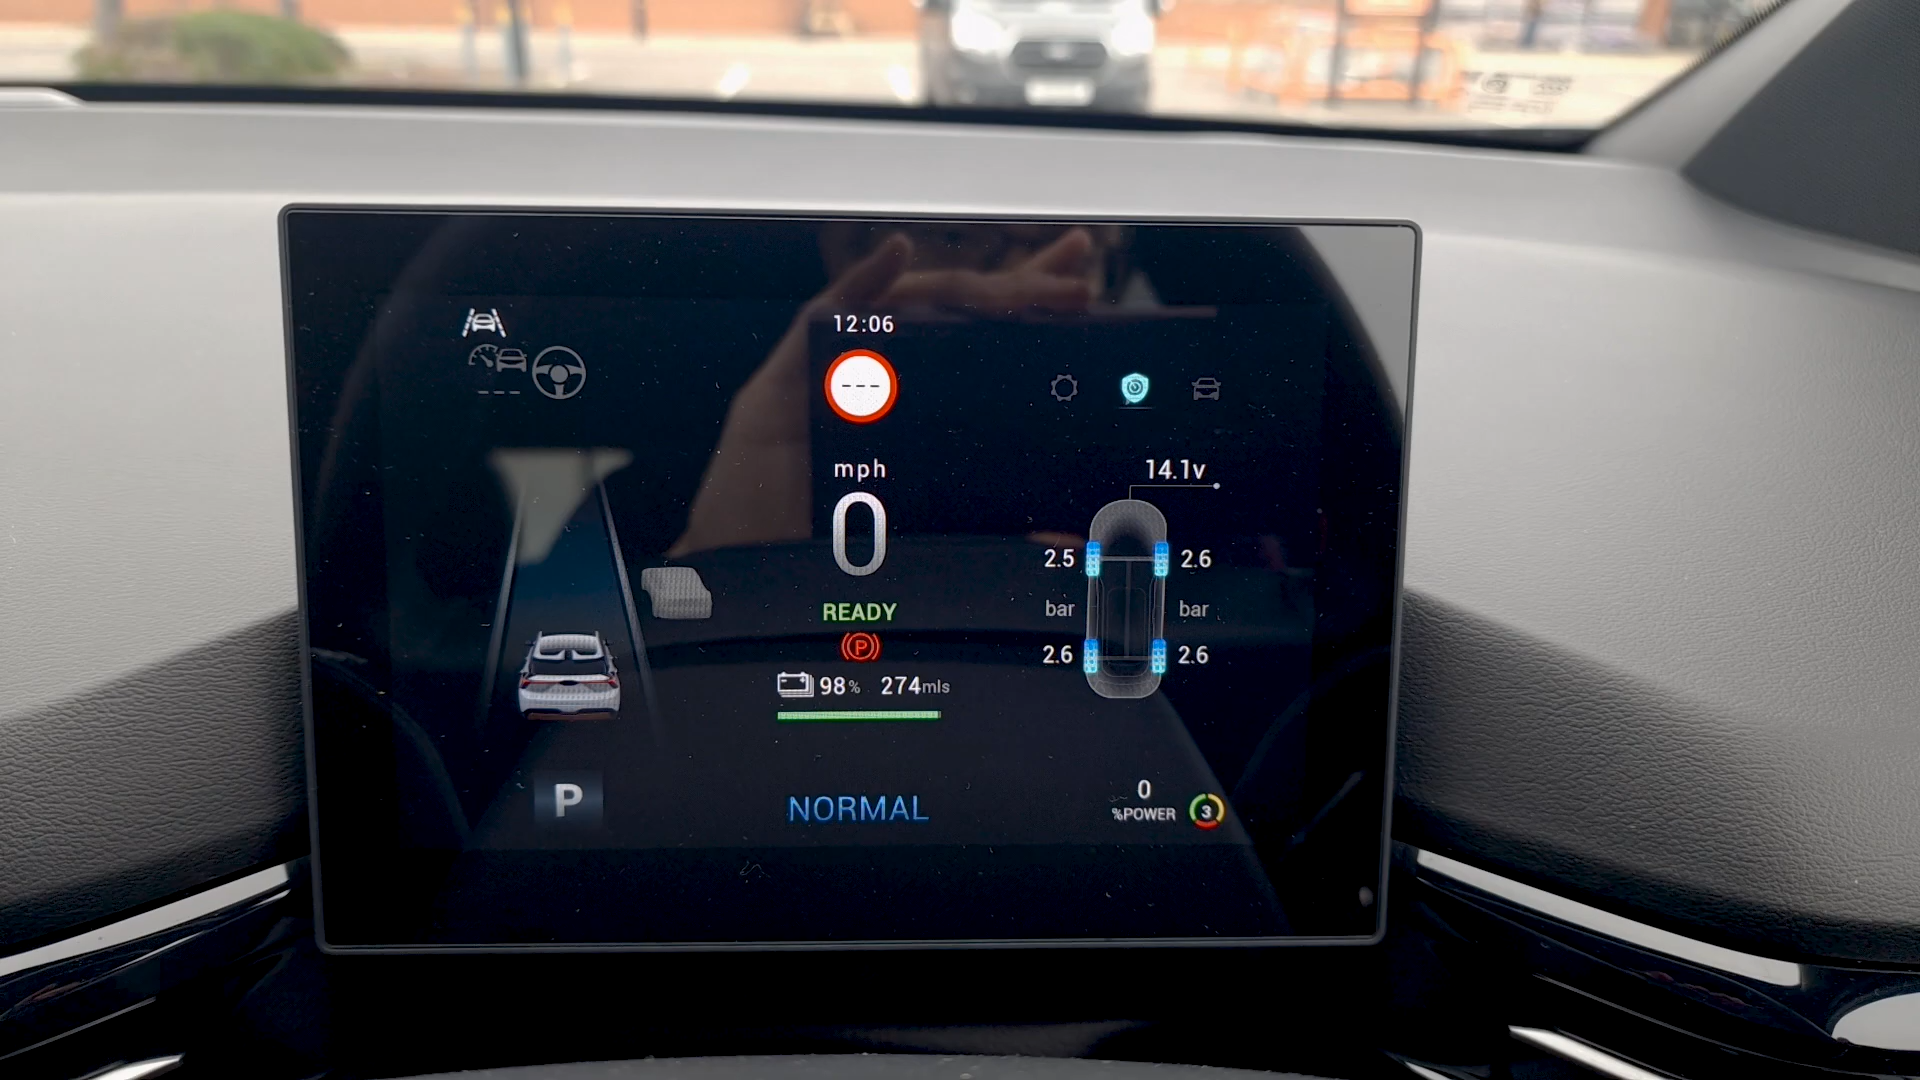 12:06
---
---
mph
0
READY
P
98% 274mls
NORMAL
P
14.1v
2.5 2.6
bar bar
2.6 2.6
0
%POWER 3